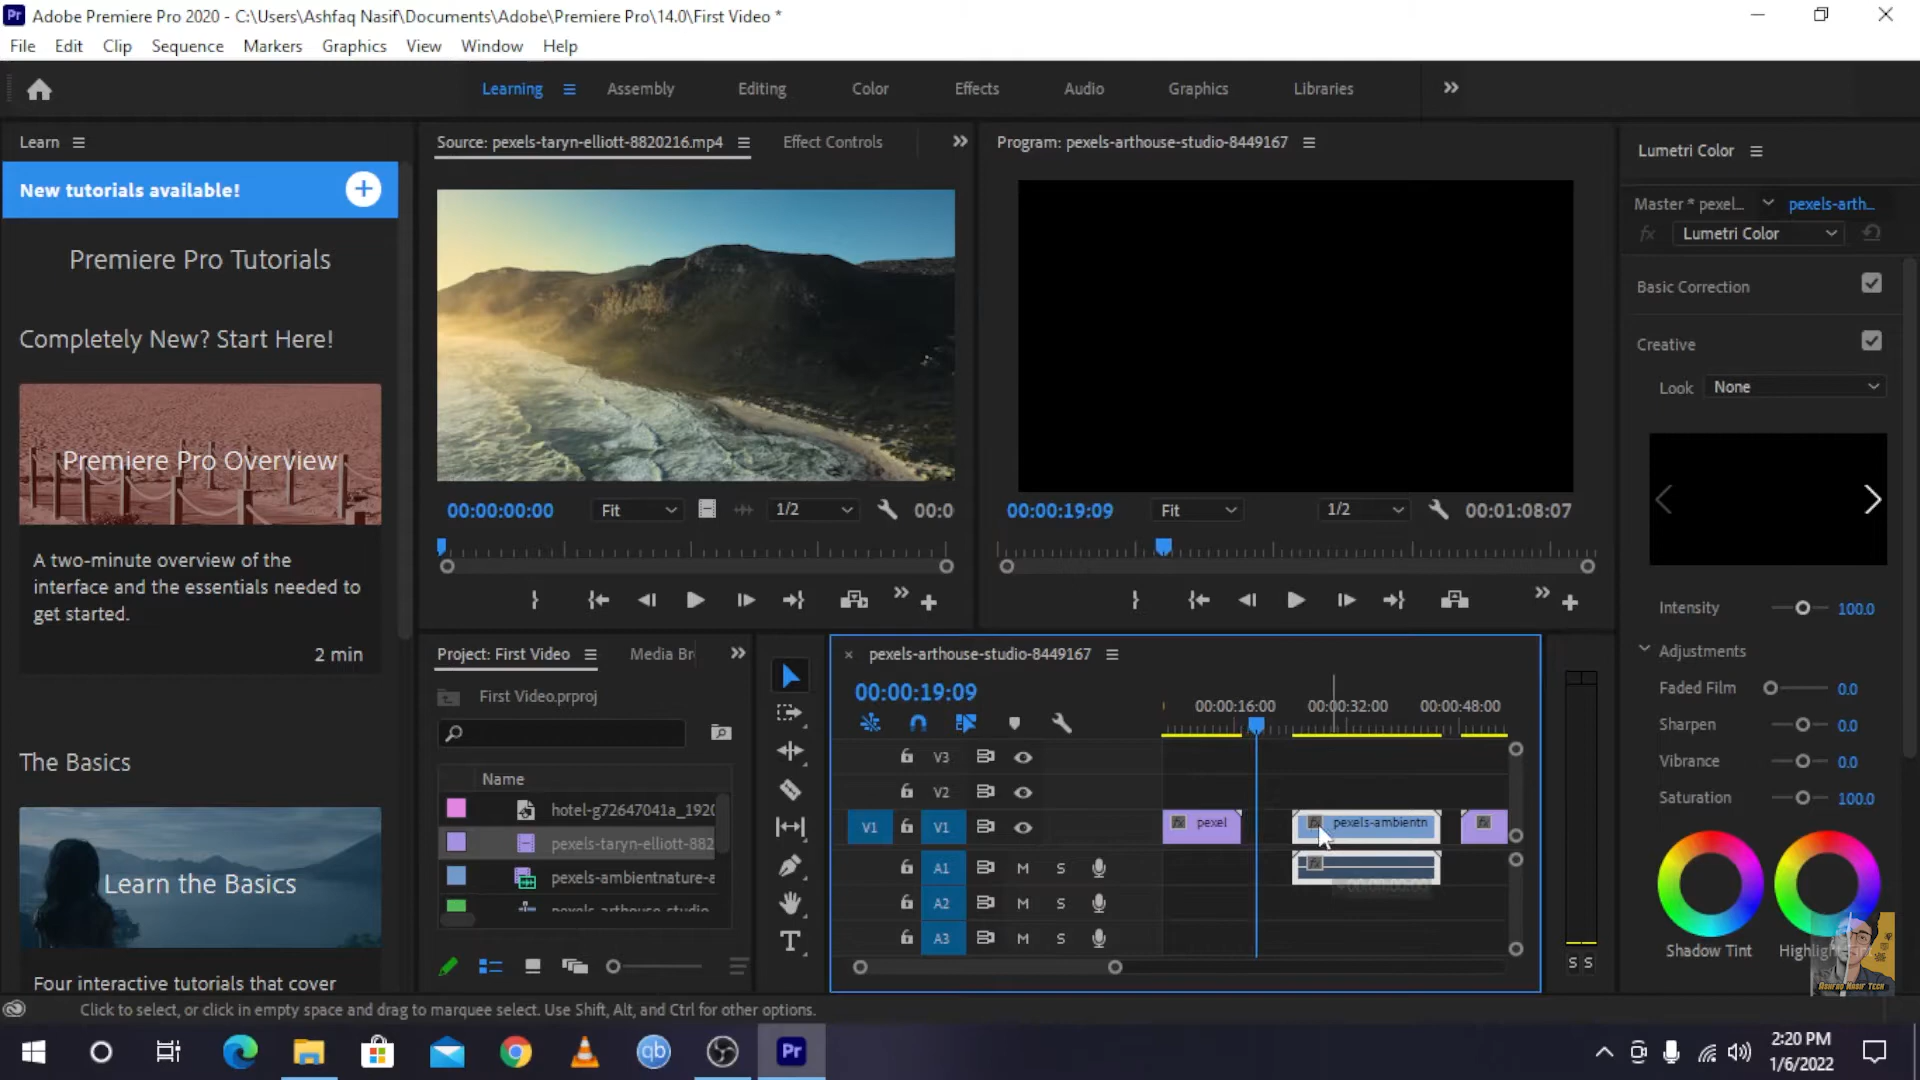 Adobe Premiere Pro 2020 - C:\Users\Ashfaq Nasif\Documents\Adobe\Premiere Pro\14.0\First Video *
File Edit Clip Sequence Markers Graphics View Window Help
Learning Assembly Editing Color Effects Audio Graphics Libraries
Learn
New tutorials available!
Premiere Pro Tutorials
Completely New? Start Here!
Premiere Pro Overview
A two-minute overview of the
interface and the essentials needed to
get started.
2 min
The Basics
Learn the Basics
Four interactive tutorials that cover
Source: pexels-taryn-elliott-8820216.mp4 Effect Controls
00:00:00:00 Fit 1/2 00:0
Program: pexels-arthouse-studio-8449167
00:00:19:09 Fit 1/2 00:01:08:07
Project: First Video Media Br
First Video.prproj
Name
hotel-g72647041a_192(
pexels-taryn-elliott-882
pexels-ambientnature-a
pexels-arthouse-studio-
pexels-arthouse-studio-8449167
00:00:19:09
00:00:16:00 00:00:32:00 00:00:48:00
V3
V2
V1 V1
pexel pexels-ambientn
A1 M S
A2 M S
A3 M S
S S
Lumetri Color
Master * pexel... pexels-arth...
fx Lumetri Color
Basic Correction
Creative
Look None
Intensity 100.0
Adjustments
Faded Film 0.0
Sharpen 0.0
Vibrance 0.0
Saturation 100.0
Shadow Tint
Click to select, or click in empty space and drag to marquee select. Use Shift, Alt, and Ctrl for other options.
Ashfaq Nasif Tech
qb Pr
2:20 PM
1/6/2022